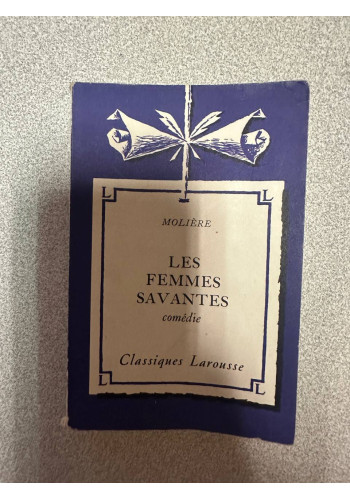 L L
MOLIÈRE
LES
FEMMES
SAVANTES
comédie
Classiques Larousse
L L